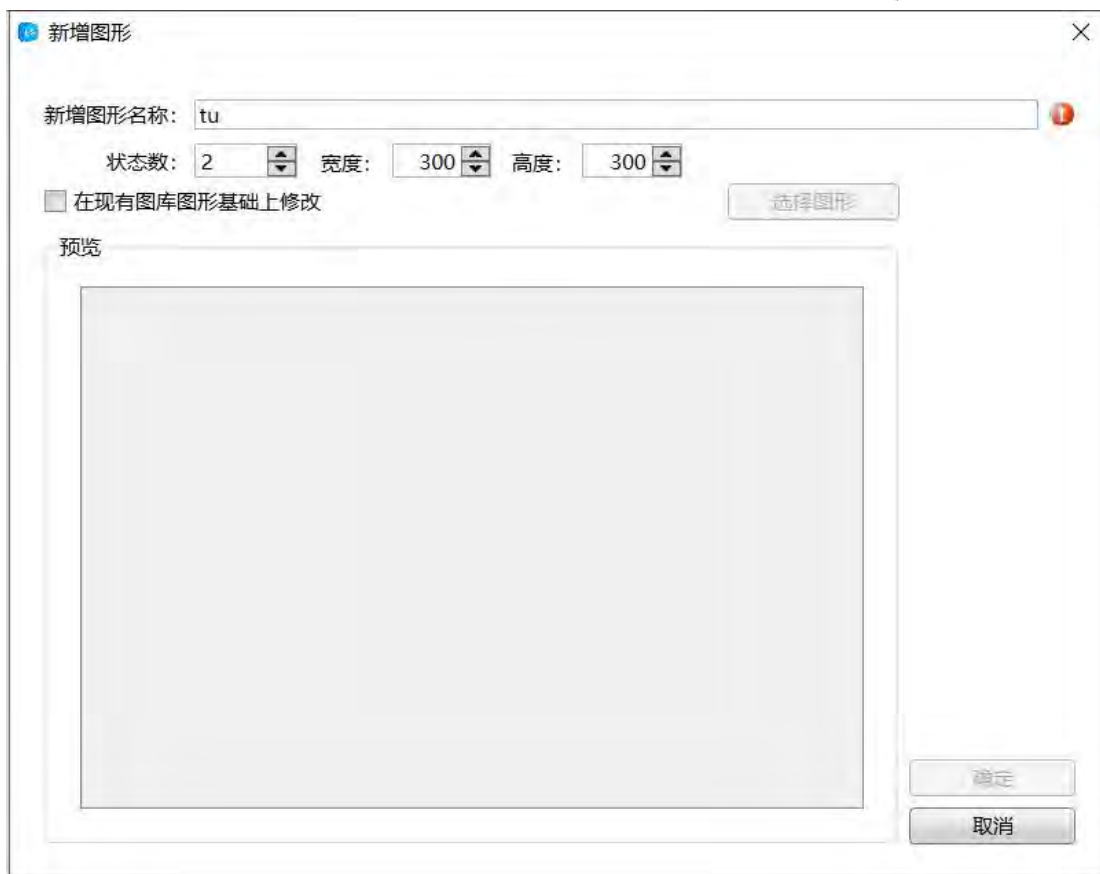 新增图形
新增图形名称: tu
状态数: 2 宽度: 300 高度: 300
在现有图库图形基础上修改 选择图形
预览
确定
取消